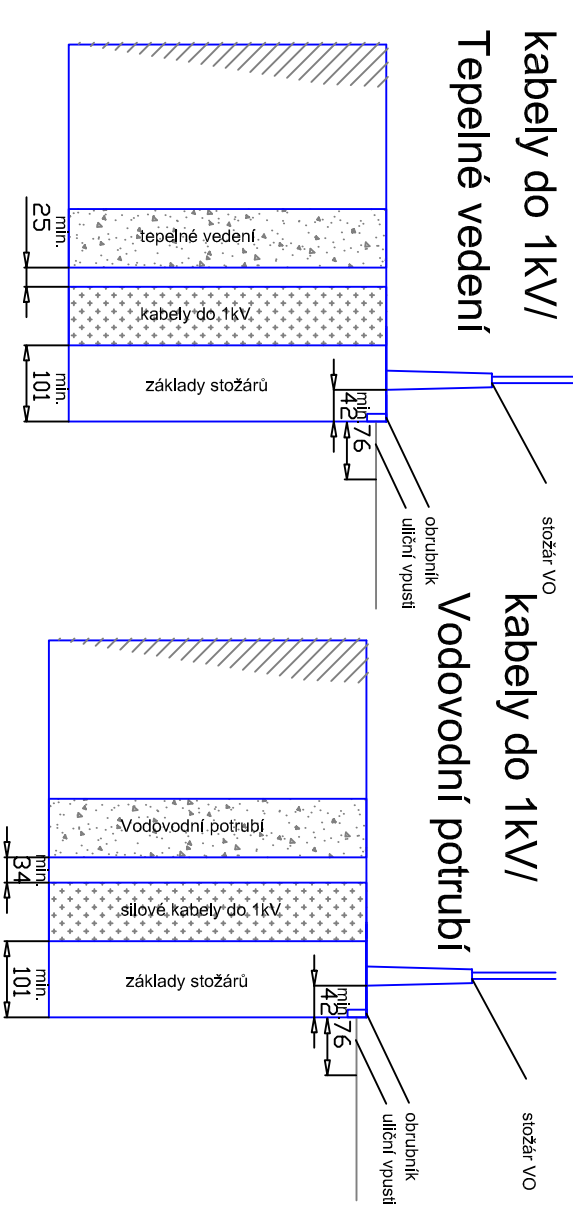 kabely do 1kV/
Tepelné vedení
tepelné vedení
kabely do 1kV
základy stožárů
min.
25
min.
101
min.
42
76
stožár VO
obrubník
uliční vpusti
kabely do 1kV/
Vodovodní potrubí
Vodovodní potrubí
silové kabely do 1kV
základy stožárů
min.
34
min.
101
min.
42
76
stožár VO
obrubník
uliční vpusti